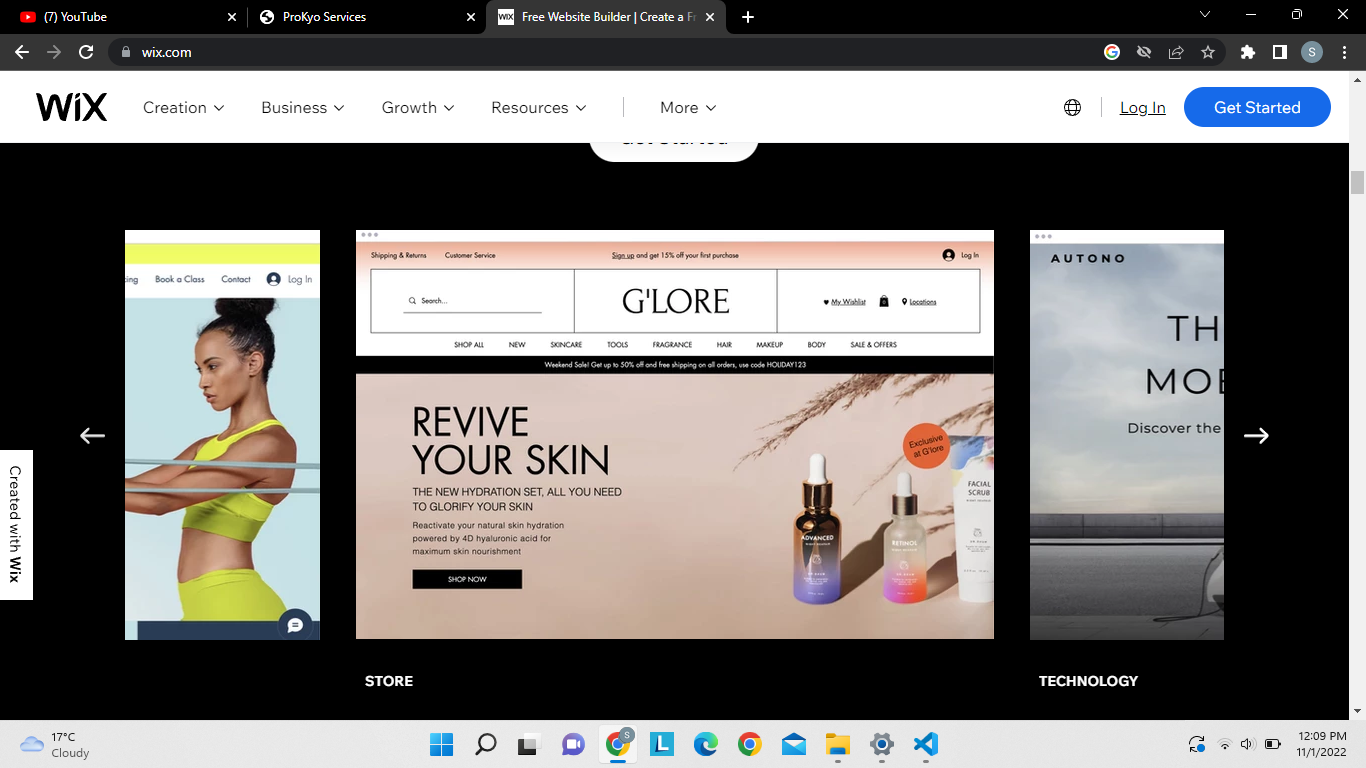 (7) YouTube
ProKyo Services
Free Website Builder | Create a Fr
wix.com
S
WiX
Creation
Business
Growth
Resources
More
Log In
Get Started
Get Started
cing
Book a Class
Contact
Log In
Shipping & Returns
Customer Service
Sign up and get 15% off your first purchase
Log In
Search...
G'LORE
My Wishlist
Locations
SHOP ALL
NEW
SKINCARE
TOOLS
FRAGRANCE
HAIR
MAKEUP
BODY
SALE & OFFERS
Weekend Sale! Get up to 50% off and free shipping on all orders, use code HOLIDAY123
REVIVE
YOUR SKIN
THE NEW HYDRATION SET, ALL YOU NEED
TO GLORIFY YOUR SKIN
Reactivate your natural skin hydration
powered by 4D hyaluronic acid for
maximum skin nourishment
SHOP NOW
Exclusive
at G'lore
ADVANCED
RETINOL
FACIAL
SCRUB
AUTONO
TH
MOB
Discover the
Created with Wix
STORE
TECHNOLOGY
17°C
Cloudy
S
L
12:09 PM
11/1/2022